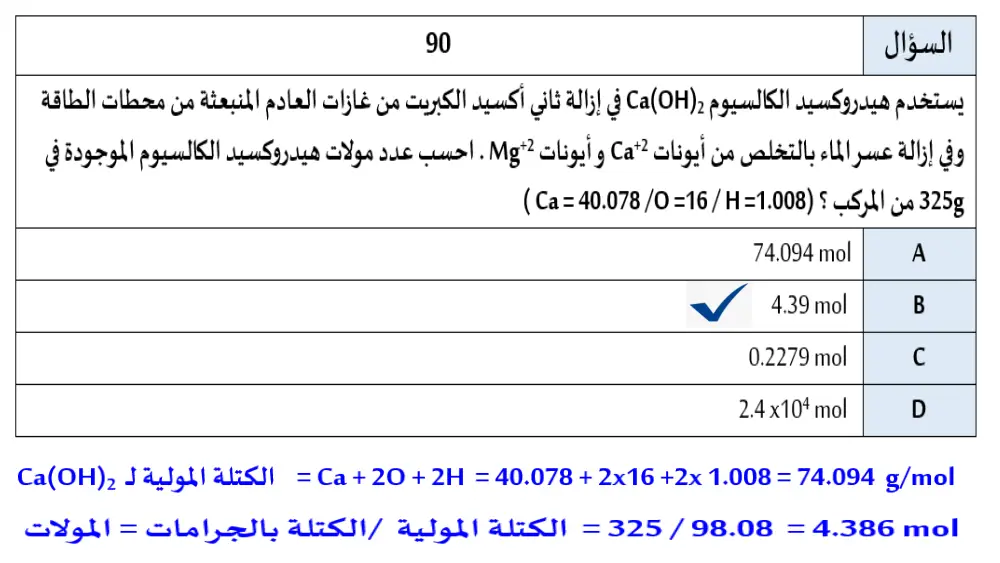 السؤال 90
يستخدم هيدروكسيد الكالسيوم Ca(OH)₂ في إزالة ثاني أكسيد الكبريت من غازات العادم المنبعثة من محطات الطاقة
وفي إزالة عسر الماء بالتخلص من أيونات Ca⁺² و أيونات Mg⁺² . احسب عدد مولات هيدروكسيد الكالسيوم الموجودة في
325g من المركب ؟ (Ca = 40.078 /O =16 / H =1.008 )
A 74.094 mol
B 4.39 mol
C 0.2279 mol
D 2.4 x10⁴ mol
الكتلة المولية لـ Ca(OH)₂ = Ca + 2O + 2H = 40.078 + 2x16 +2x 1.008 = 74.094 g/mol
المولات = الكتلة بالجرامات / الكتلة المولية = 325 / 98.08 = 4.386 mol